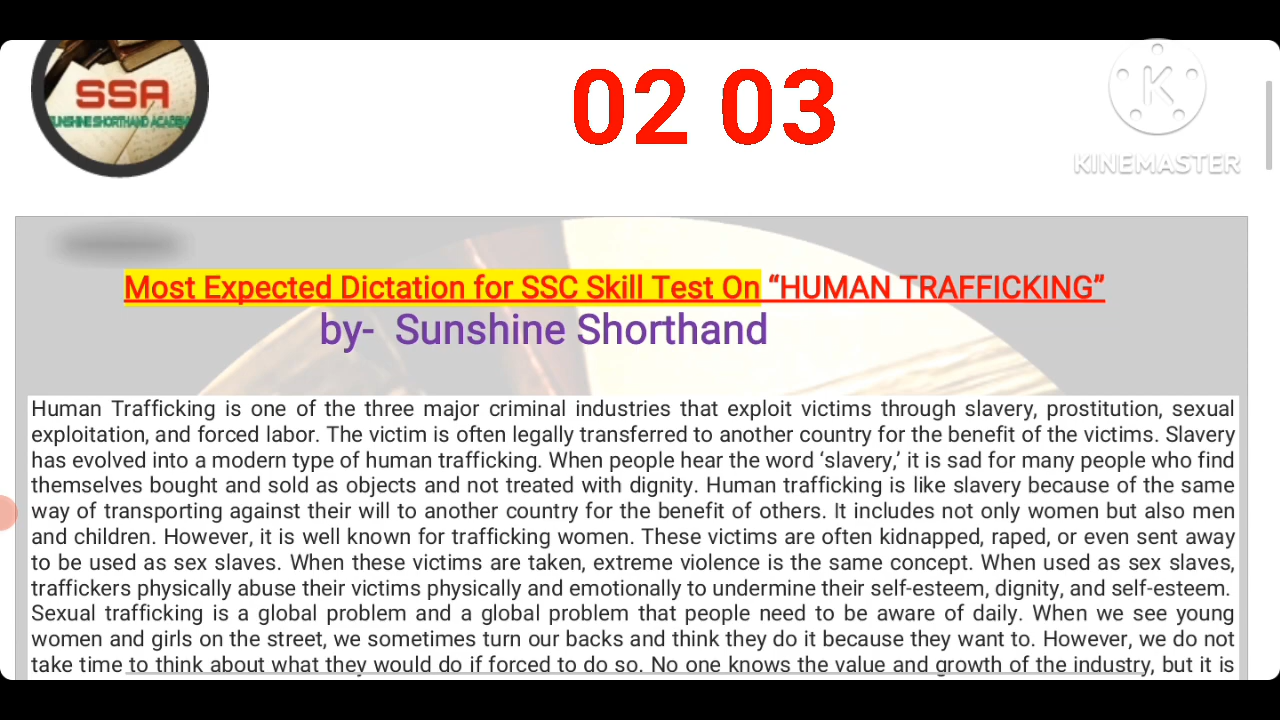 SSA
SUNSHINE SHORTHAND ACADEMY
02 03
K
KINEMASTER
Most Expected Dictation for SSC Skill Test On “HUMAN TRAFFICKING”
by- Sunshine Shorthand
Human Trafficking is one of the three major criminal industries that exploit victims through slavery, prostitution, sexual
exploitation, and forced labor. The victim is often legally transferred to another country for the benefit of the victims. Slavery
has evolved into a modern type of human trafficking. When people hear the word ‘slavery,’ it is sad for many people who find
themselves bought and sold as objects and not treated with dignity. Human trafficking is like slavery because of the same
way of transporting against their will to another country for the benefit of others. It includes not only women but also men
and children. However, it is well known for trafficking women. These victims are often kidnapped, raped, or even sent away
to be used as sex slaves. When these victims are taken, extreme violence is the same concept. When used as sex slaves,
traffickers physically abuse their victims physically and emotionally to undermine their self-esteem, dignity, and self-esteem.
Sexual trafficking is a global problem and a global problem that people need to be aware of daily. When we see young
women and girls on the street, we sometimes turn our backs and think they do it because they want to. However, we do not
take time to think about what they would do if forced to do so. No one knows the value and growth of the industry, but it is